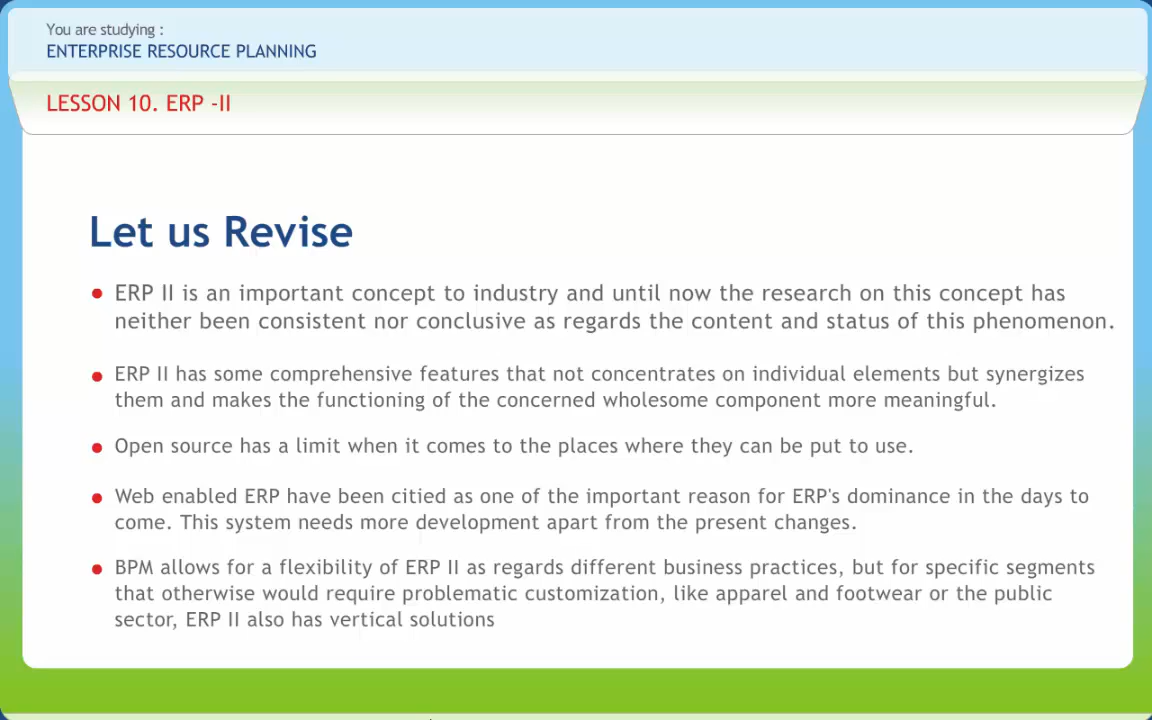 You are studying :
ENTERPRISE RESOURCE PLANNING
LESSON 10. ERP -II
Let us Revise
ERP II is an important concept to industry and until now the research on this concept has
neither been consistent nor conclusive as regards the content and status of this phenomenon.
ERP II has some comprehensive features that not concentrates on individual elements but synergizes
them and makes the functioning of the concerned wholesome component more meaningful.
Open source has a limit when it comes to the places where they can be put to use.
Web enabled ERP have been citied as one of the important reason for ERP's dominance in the days to
come. This system needs more development apart from the present changes.
BPM allows for a flexibility of ERP II as regards different business practices, but for specific segments
that otherwise would require problematic customization, like apparel and footwear or the public
sector, ERP II also has vertical solutions